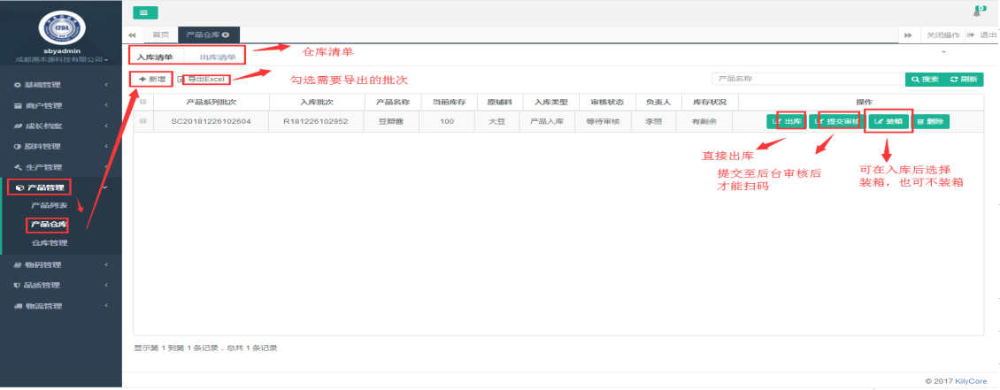 CFDA
sbyadmin
成都溯本源科技有限公司
基础管理
商户管理
成长档案
原料管理
生产管理
产品管理
产品列表
产品仓库
仓库管理
物码管理
品质管理
物流管理
0
首页 产品仓库
关闭操作 退出
入库清单 出库清单 仓库清单
新增 导出Excel 勾选需要导出的批次
产品名称 搜索 刷新
产品系列批次 入库批次 产品名称 当前库存 原辅料 入库类型 审核状态 负责人 库存状况 操作
SC20181226102604 R181226102952 豆瓣酱 100 大豆 产品入库 等待审核 李丽 有剩余 出库 提交审核 装箱 删除
直接出库
提交至后台审核后
才能扫码
可在入库后选择
装箱，也可不装箱
显示第 1 到第 1 条记录，总共 1 条记录
© 2017 KilyCore